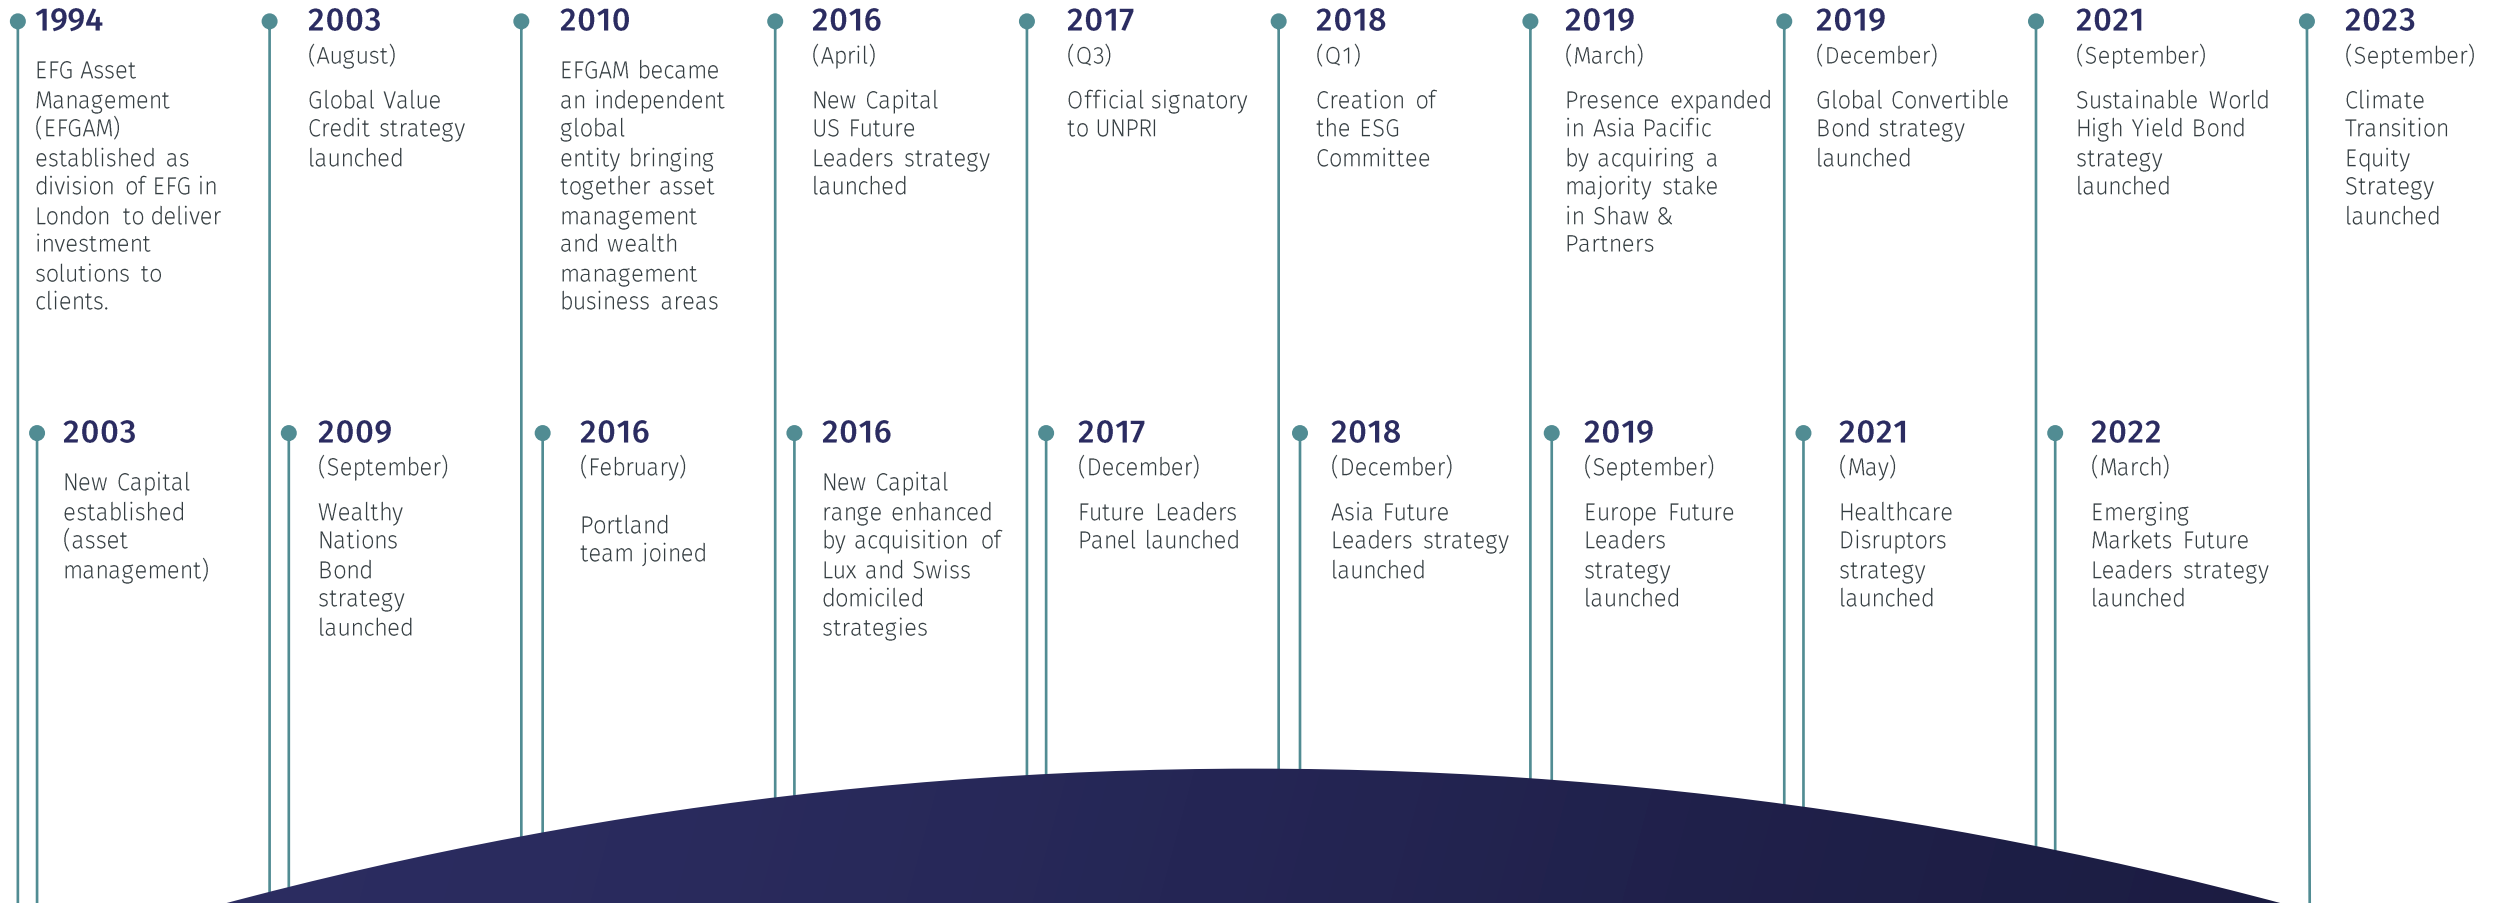 1994
EFG Asset
Management
(EFGAM)
established as
division of EFG in
London to deliver
investment
solutions to
clients.
2003
New Capital
established
(asset
management)
2003
(August)
Global Value
Credit strategy
launched
2009
(September)
Wealthy
Nations
Bond
strategy
launched
2010
EFGAM became
an independent
global
entity bringing
together asset
management
and wealth
management
business areas
2016
(February)
Portland
team joined
2016
(April)
New Capital
US Future
Leaders strategy
launched
2016
New Capital
range enhanced
by acquisition of
Lux and Swiss
domiciled
strategies
2017
(Q3)
Official signatory
to UNPRI
2017
(December)
Future Leaders
Panel launched
2018
(Q1)
Creation of
the ESG
Committee
2018
(December)
Asia Future
Leaders strategy
launched
2019
(March)
Presence expanded
in Asia Pacific
by acquiring a
majority stake
in Shaw &
Partners
2019
(September)
Europe Future
Leaders
strategy
launched
2019
(December)
Global Convertible
Bond strategy
launched
2021
(May)
Healthcare
Disruptors
strategy
launched
2021
(September)
Sustainable World
High Yield Bond
strategy
launched
2022
(March)
Emerging
Markets Future
Leaders strategy
launched
2023
(September)
Climate
Transition
Equity
Strategy
launched